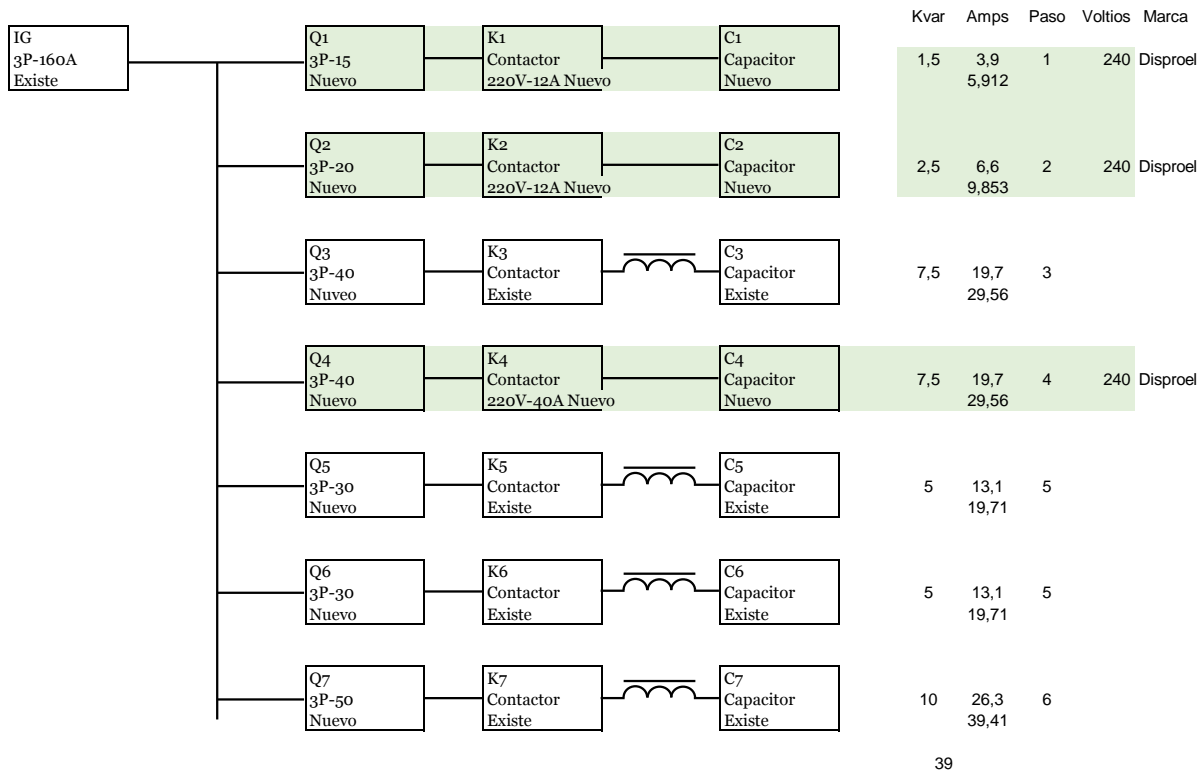 Kvar Amps Paso Voltios Marca
IG
3P-160A
Existe
Q1
3P-15
Nuevo
K1
Contactor
220V-12A Nuevo
C1
Capacitor
Nuevo
1,5 3,9 1 240 Disproel
5,912
Q2
3P-20
Nuevo
K2
Contactor
220V-12A Nuevo
C2
Capacitor
Nuevo
2,5 6,6 2 240 Disproel
9,853
Q3
3P-40
Nuveo
K3
Contactor
Existe
C3
Capacitor
Existe
7,5 19,7 3
29,56
Q4
3P-40
Nuevo
K4
Contactor
220V-40A Nuevo
C4
Capacitor
Nuevo
7,5 19,7 4 240 Disproel
29,56
Q5
3P-30
Nuevo
K5
Contactor
Existe
C5
Capacitor
Existe
5 13,1 5
19,71
Q6
3P-30
Nuevo
K6
Contactor
Existe
C6
Capacitor
Existe
5 13,1 5
19,71
Q7
3P-50
Nuevo
K7
Contactor
Existe
C7
Capacitor
Existe
10 26,3 6
39,41
39